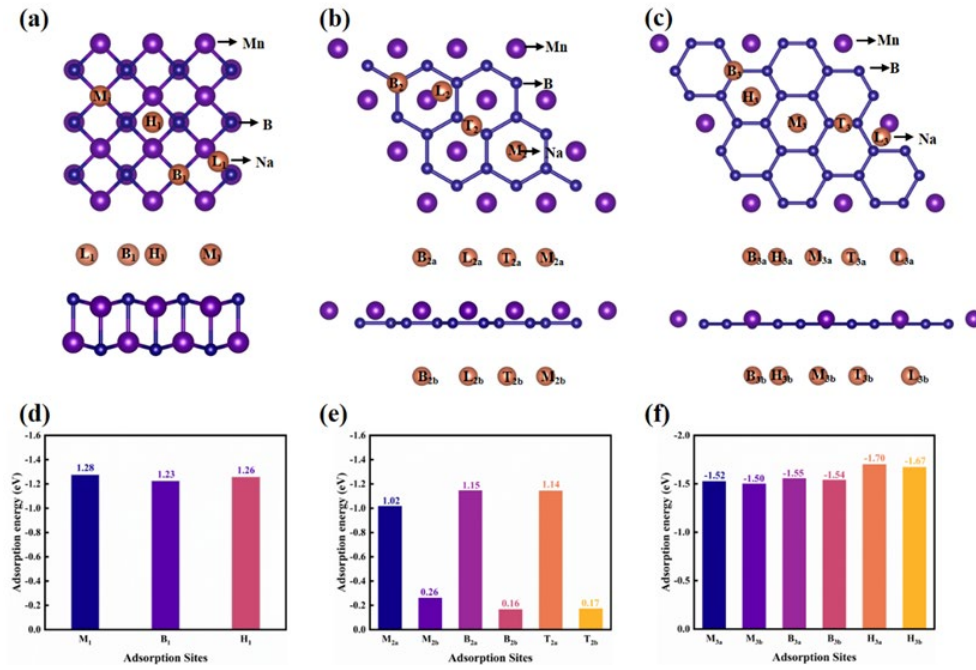 (a)
Mn
M₁
H₁
B
L₁
Na
B₁
L₁ B₁ H₁ M₁
(b)
Mn
B₂
L₂
B
T₂
M₂
Na
B₂ₐ L₂ₐ T₂ₐ M₂ₐ
B₂b L₂b T₂b M₂b
(c)
Mn
B₃
B
H₃
M₃ T₃ L₃
Na
B₃ₐ H₃ₐ M₃ₐ T₃ₐ L₃ₐ
B₃b H₃b M₃b T₃b L₃b
(d)
Adsorption energy (eV)
-1.6
-1.4
-1.2
-1.0
-0.8
-0.6
-0.4
-0.2
0.0
1.28
1.23
1.26
M₁ B₁ H₁
Adsorption Sites
(e)
Adsorption energy (eV)
-1.6
-1.4
-1.2
-1.0
-0.8
-0.6
-0.4
-0.2
0.0
1.02
0.26
1.15
0.16
1.14
0.17
M₂ₐ M₂b B₂ₐ B₂b T₂ₐ T₂b
Adsorption Sites
(f)
Adsorption energy (eV)
-2.0
-1.5
-1.0
-0.5
0.0
-1.52
-1.50
-1.55
-1.54
-1.70
-1.67
M₃ₐ M₃b B₃ₐ B₃b H₃ₐ H₃b
Adsorption Sites